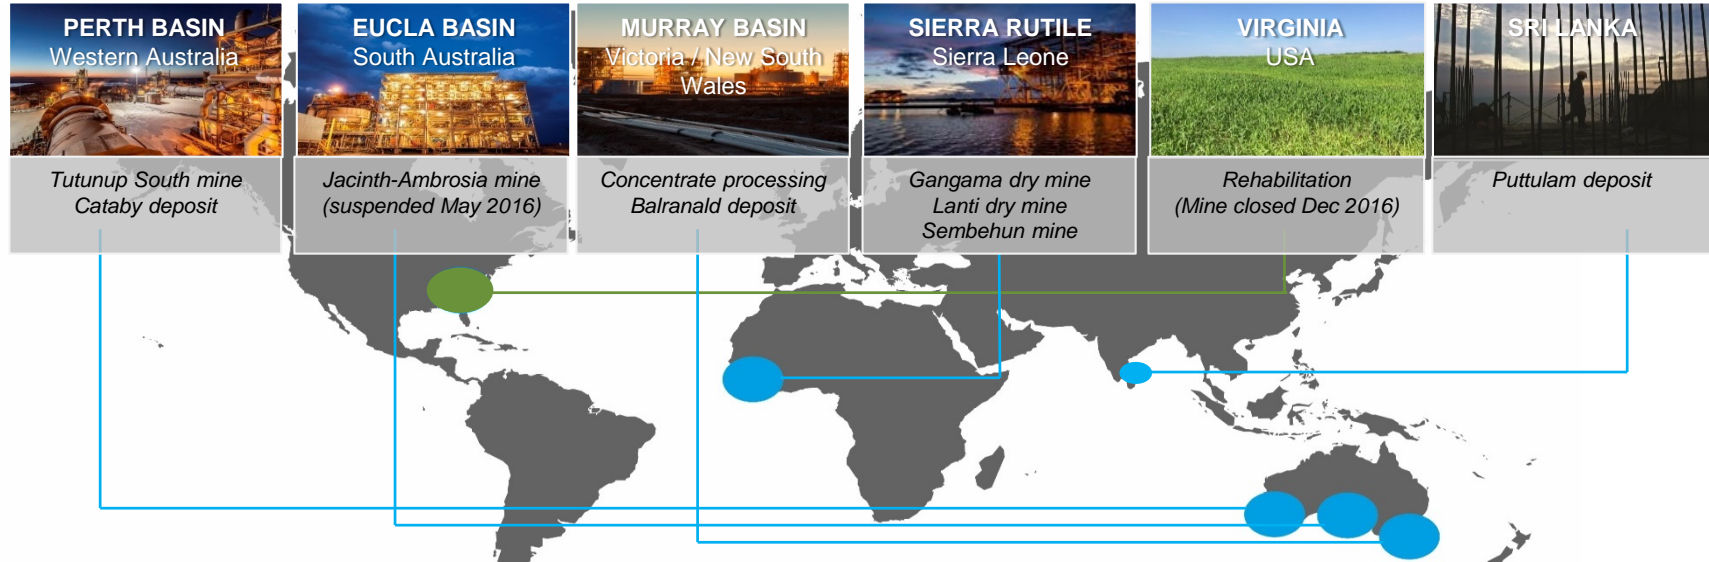 PERTH BASIN
Western Australia
Tutunup South mine
Cataby deposit
EUCLA BASIN
South Australia
Jacinth-Ambrosia mine
(suspended May 2016)
MURRAY BASIN
Victoria / New South
Wales
Concentrate processing
Balranald deposit
SIERRA RUTILE
Sierra Leone
Gangama dry mine
Lanti dry mine
Sembehun mine
VIRGINIA
USA
Rehabilitation
(Mine closed Dec 2016)
SRI LANKA
Puttulam deposit